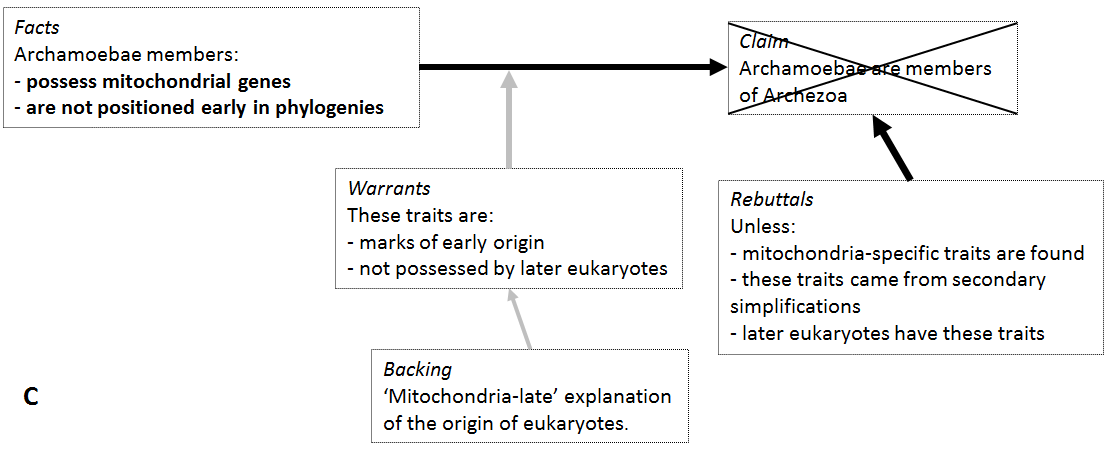 Facts
Archamoebae members:
- possess mitochondrial genes
- are not positioned early in phylogenies
Claim
Archamoebae are members
of Archezoa
Warrants
These traits are:
- marks of early origin
- not possessed by later eukaryotes
Rebuttals
Unless:
- mitochondria-specific traits are found
- these traits came from secondary
simplifications
- later eukaryotes have these traits
Backing
‘Mitochondria-late’ explanation
of the origin of eukaryotes.
C